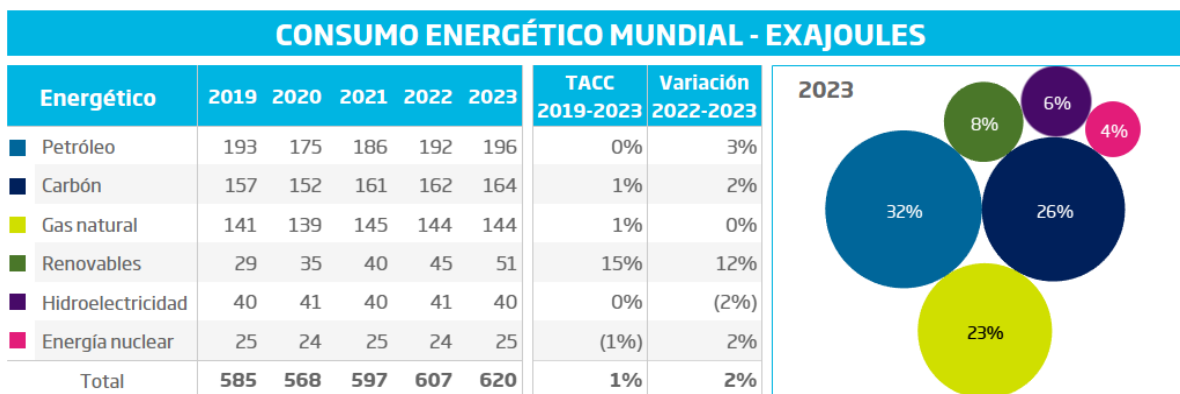 CONSUMO ENERGÉTICO MUNDIAL - EXAJOULES
Energético 2019 2020 2021 2022 2023 TACC 2019-2023 Variación 2022-2023
Petróleo 193 175 186 192 196 0% 3%
Carbón 157 152 161 162 164 1% 2%
Gas natural 141 139 145 144 144 1% 0%
Renovables 29 35 40 45 51 15% 12%
Hidroelectricidad 40 41 40 41 40 0% (2%)
Energía nuclear 25 24 25 24 25 (1%) 2%
Total 585 568 597 607 620 1% 2%
2023
6%
8%
4%
32%
26%
23%